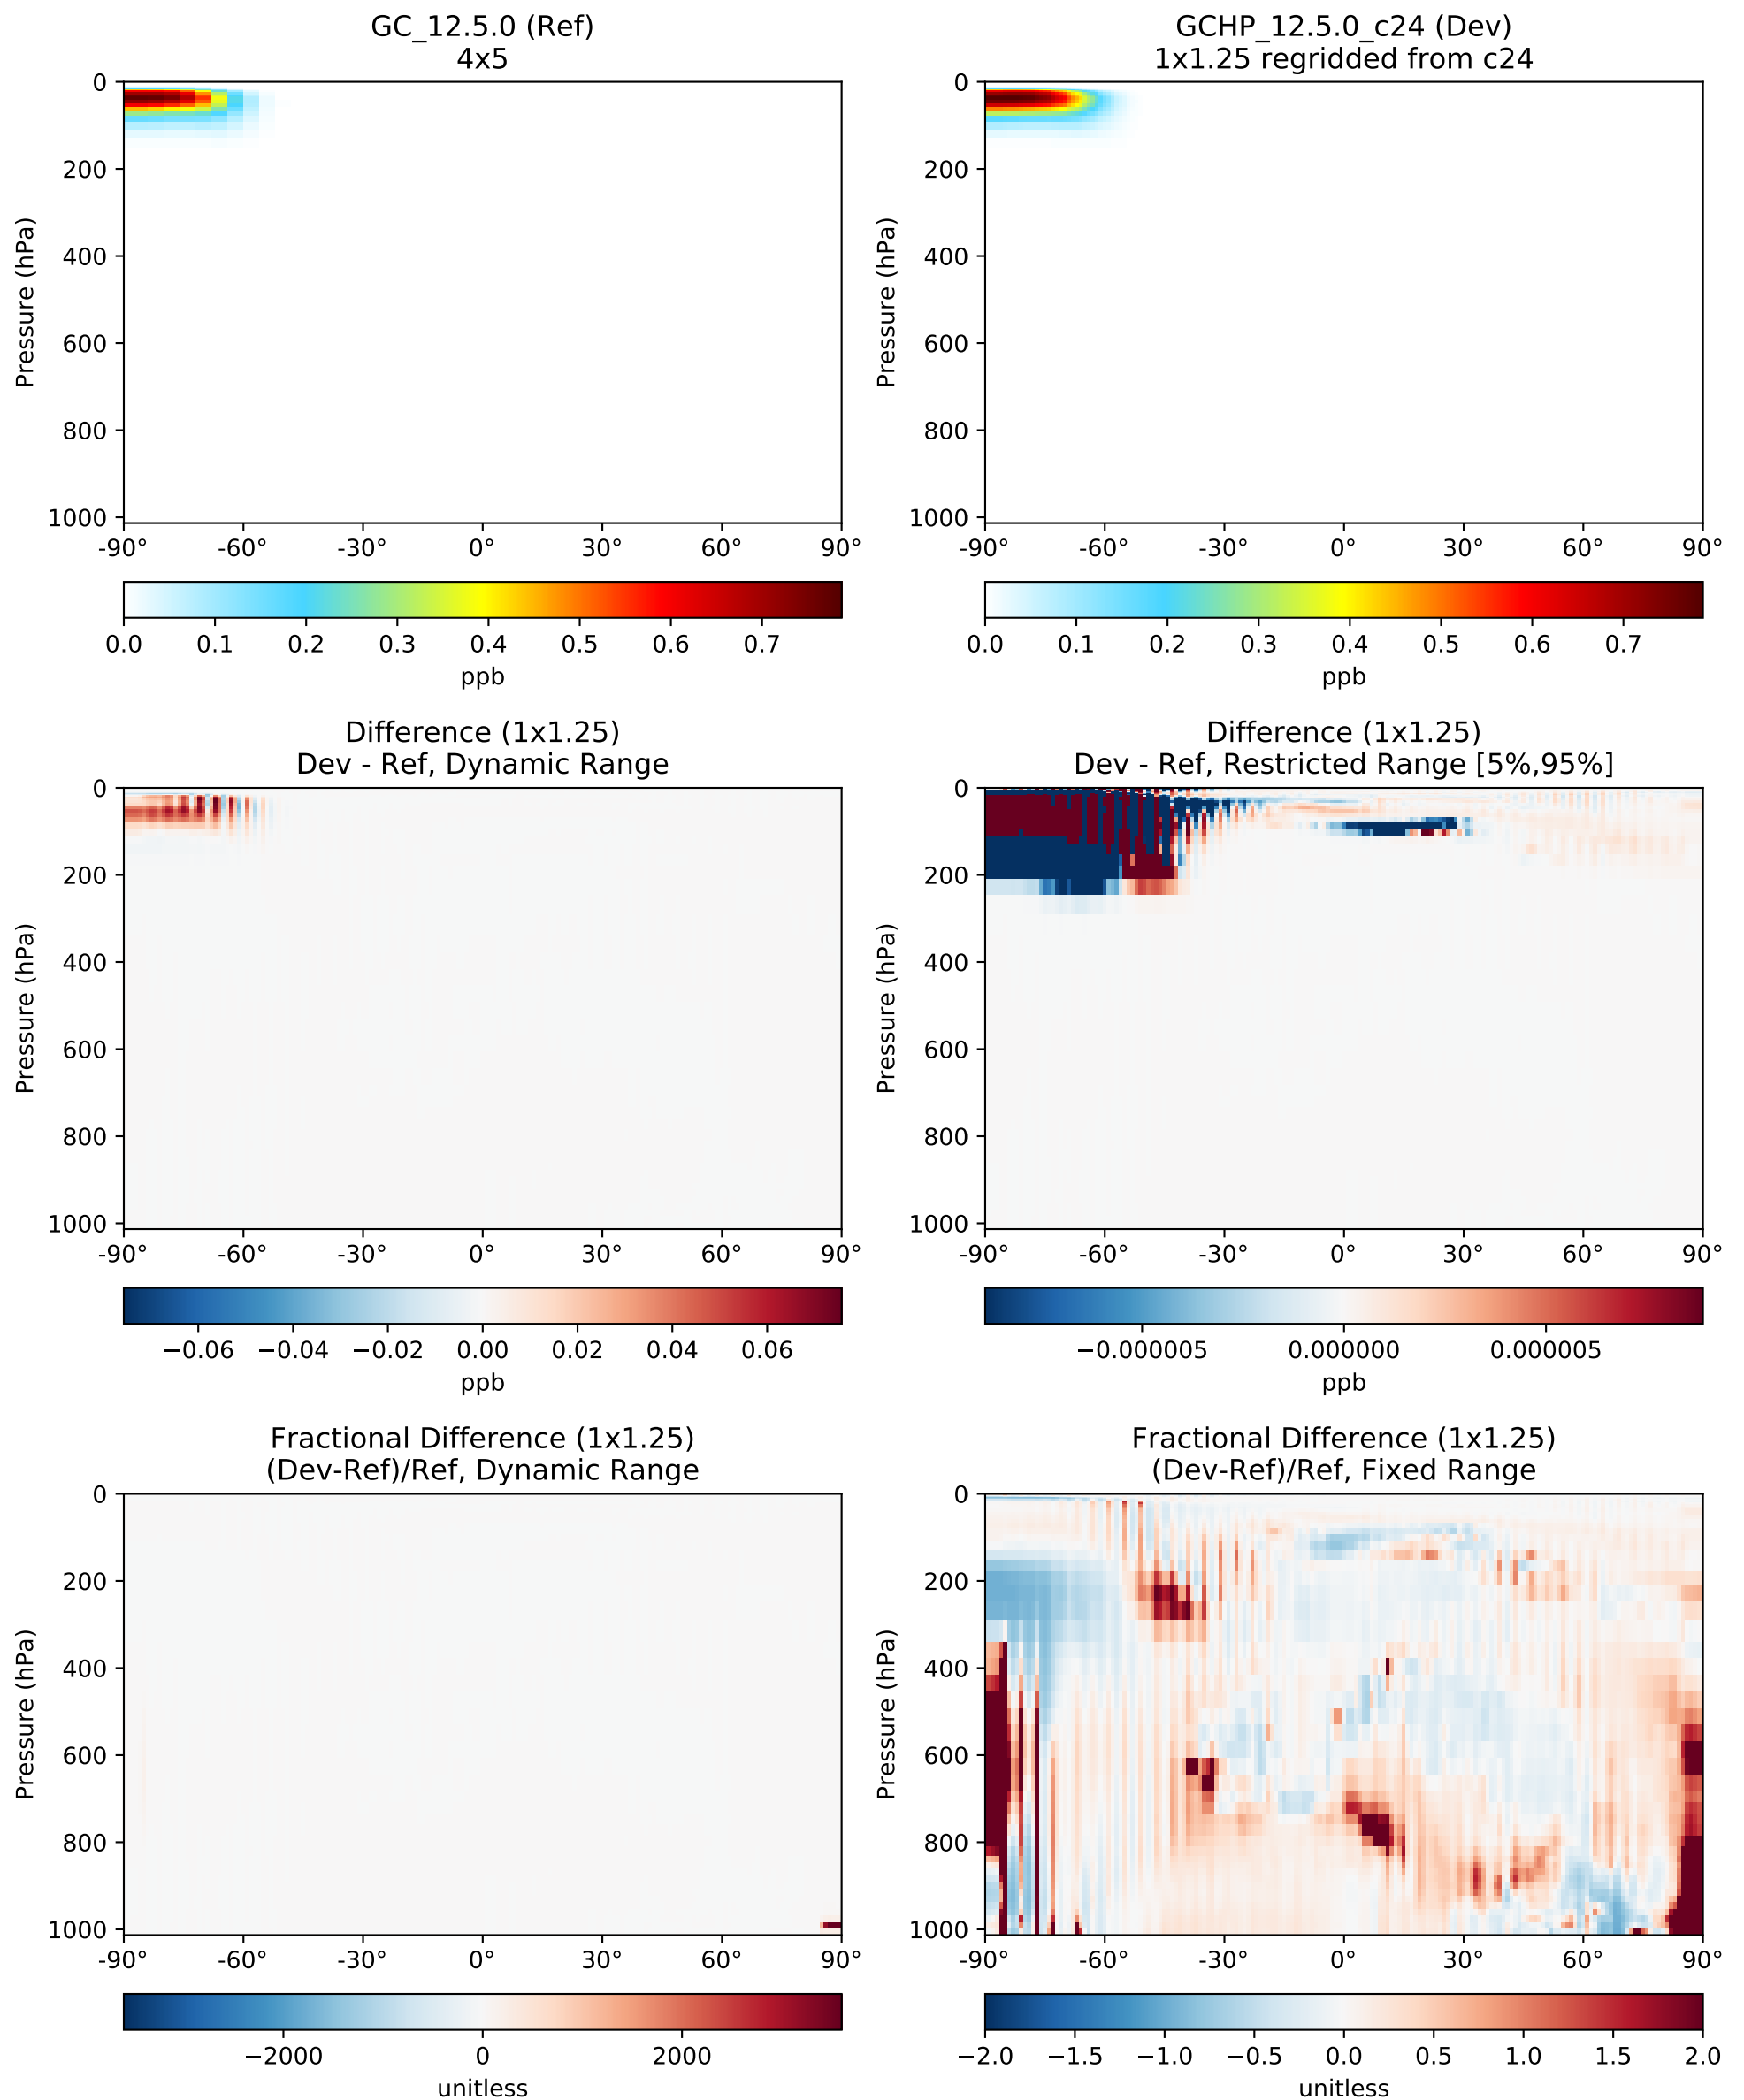 GC_12.5.0 (Ref)
4x5
0
200
400
600
800
1000
Pressure (hPa)
-90° -60° -30° 0° 30° 60° 90°
0.0 0.1 0.2 0.3 0.4 0.5 0.6 0.7
ppb
GCHP_12.5.0_c24 (Dev)
1x1.25 regridded from c24
0
200
400
600
800
1000
Pressure (hPa)
-90° -60° -30° 0° 30° 60° 90°
0.0 0.1 0.2 0.3 0.4 0.5 0.6 0.7
ppb
Difference (1x1.25)
Dev - Ref, Dynamic Range
0
200
400
600
800
1000
Pressure (hPa)
-90° -60° -30° 0° 30° 60° 90°
−0.06 −0.04 −0.02 0.00 0.02 0.04 0.06
ppb
Difference (1x1.25)
Dev - Ref, Restricted Range [5%,95%]
0
200
400
600
800
1000
Pressure (hPa)
-90° -60° -30° 0° 30° 60° 90°
−0.000005 0.000000 0.000005
ppb
Fractional Difference (1x1.25)
(Dev-Ref)/Ref, Dynamic Range
0
200
400
600
800
1000
Pressure (hPa)
-90° -60° -30° 0° 30° 60° 90°
−2000 0 2000
unitless
Fractional Difference (1x1.25)
(Dev-Ref)/Ref, Fixed Range
0
200
400
600
800
1000
Pressure (hPa)
-90° -60° -30° 0° 30° 60° 90°
−2.0 −1.5 −1.0 −0.5 0.0 0.5 1.0 1.5 2.0
unitless